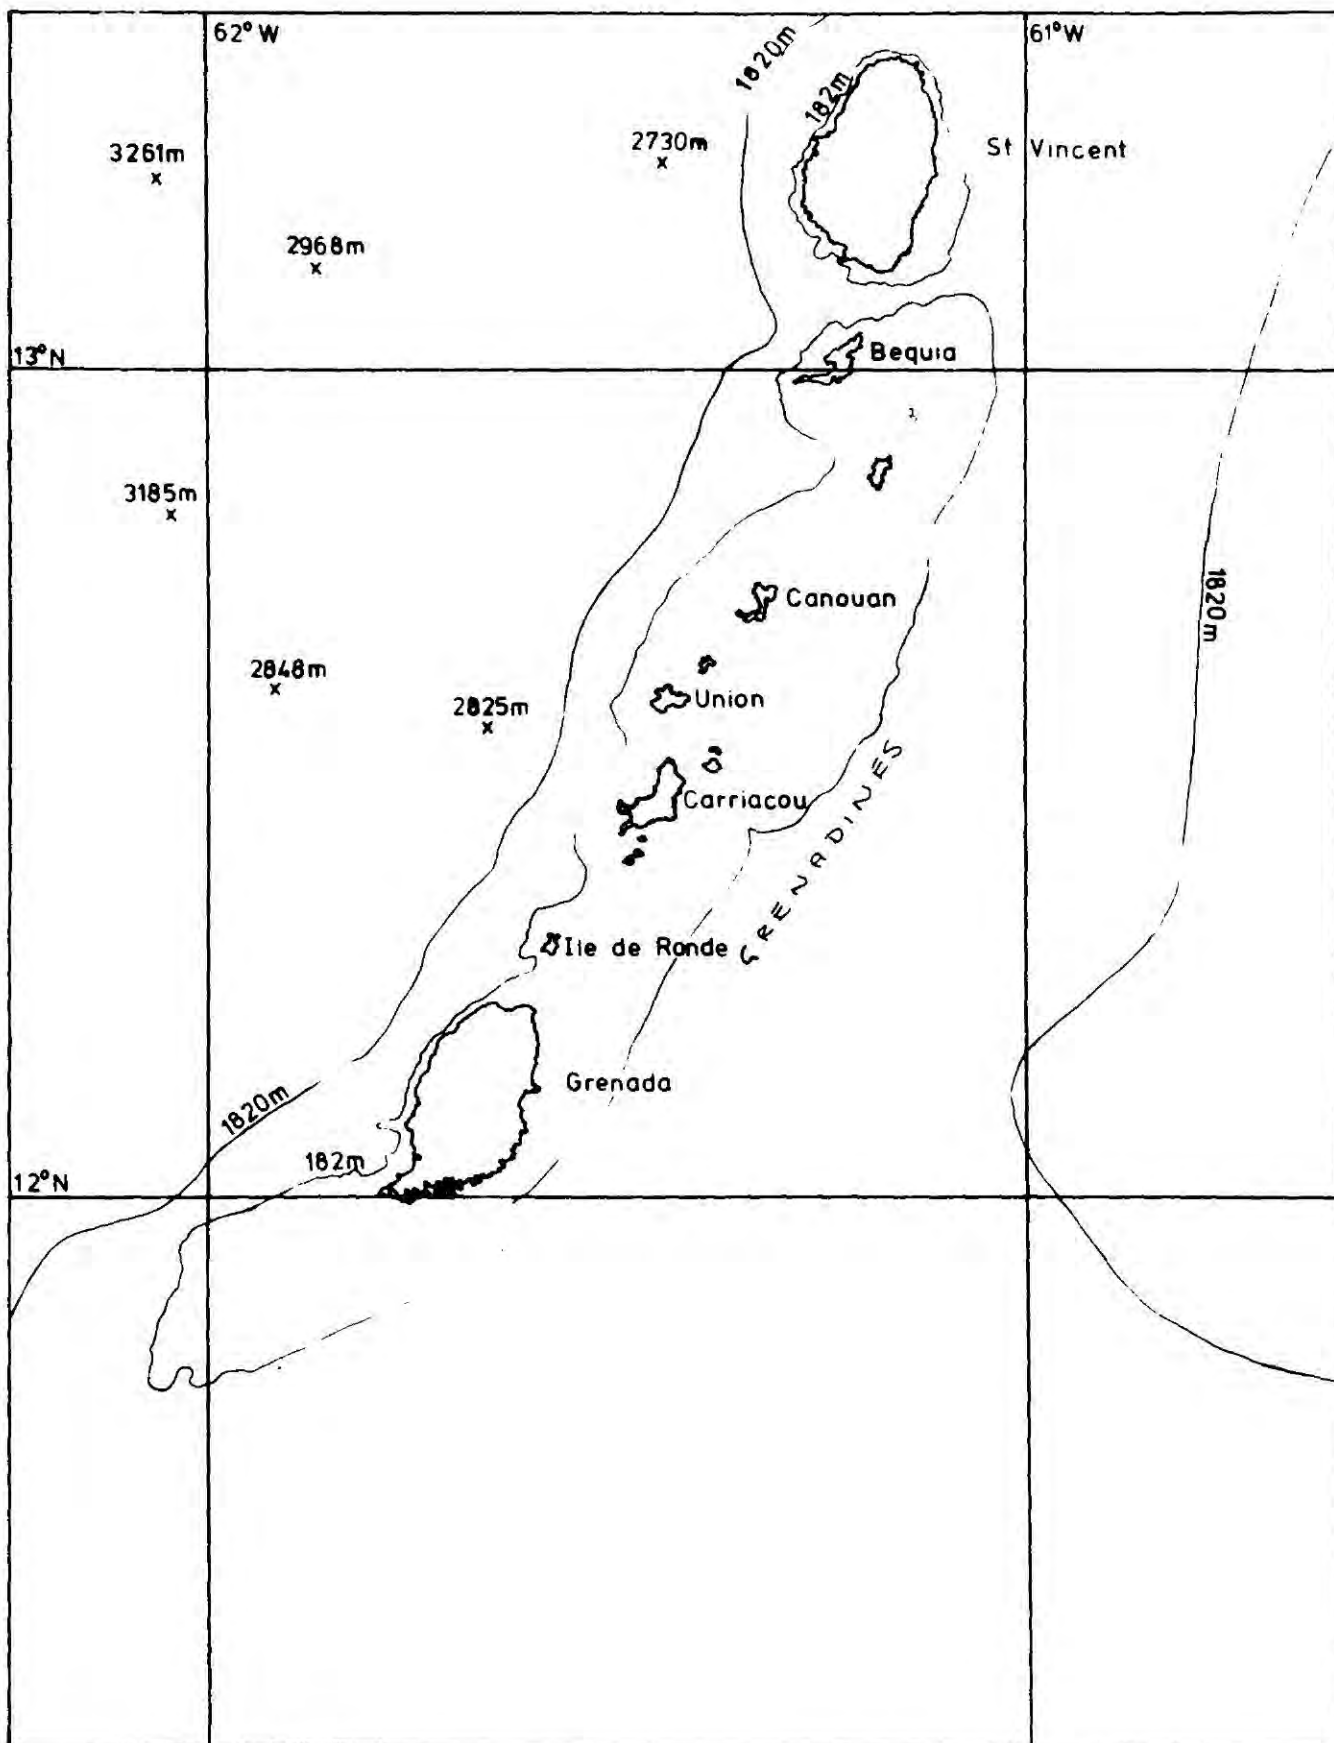 62°W
61°W
1820m
182m
3261m
2730m
St Vincent
2968m
13°N
Bequia
3185m
1820m
Canouan
2848m
Union
2825m
Carriacou
GRENADINES
Ile de Ronde
Grenada
1820m
182m
12°N